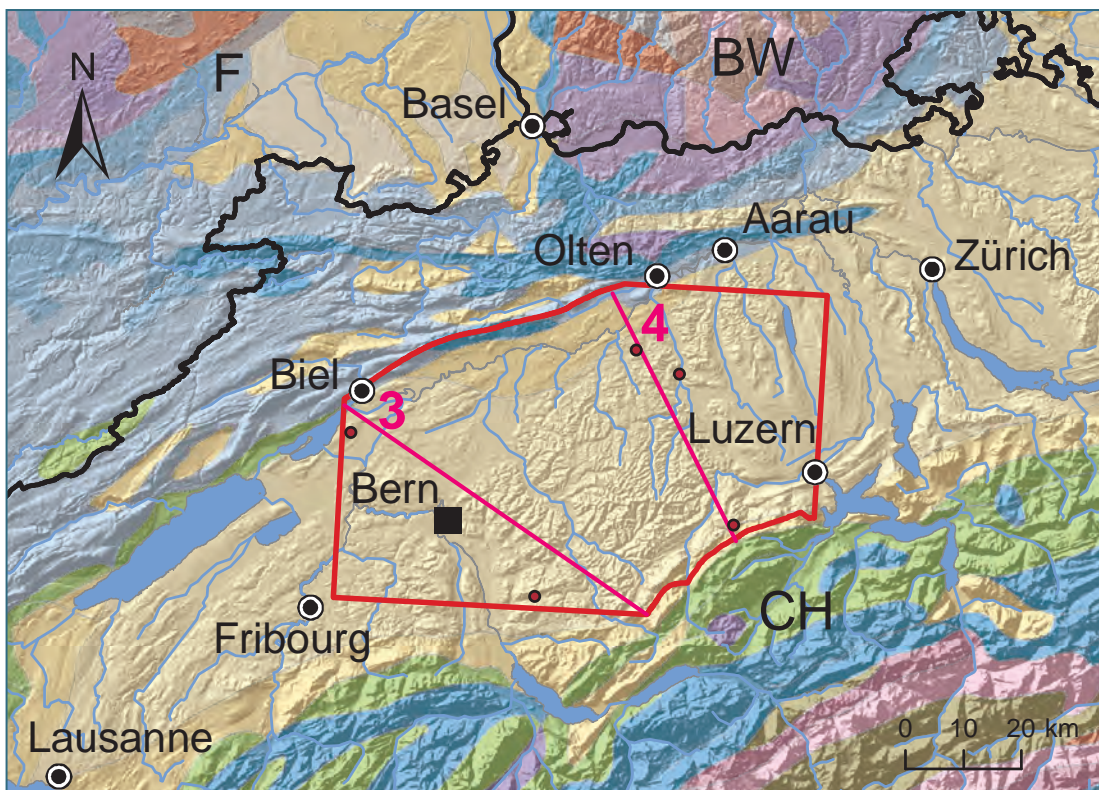 N
F
BW
Basel
Aarau
Olten
Zürich
4
Biel
3
Luzern
Bern
CH
Fribourg
0 10 20 km
Lausanne